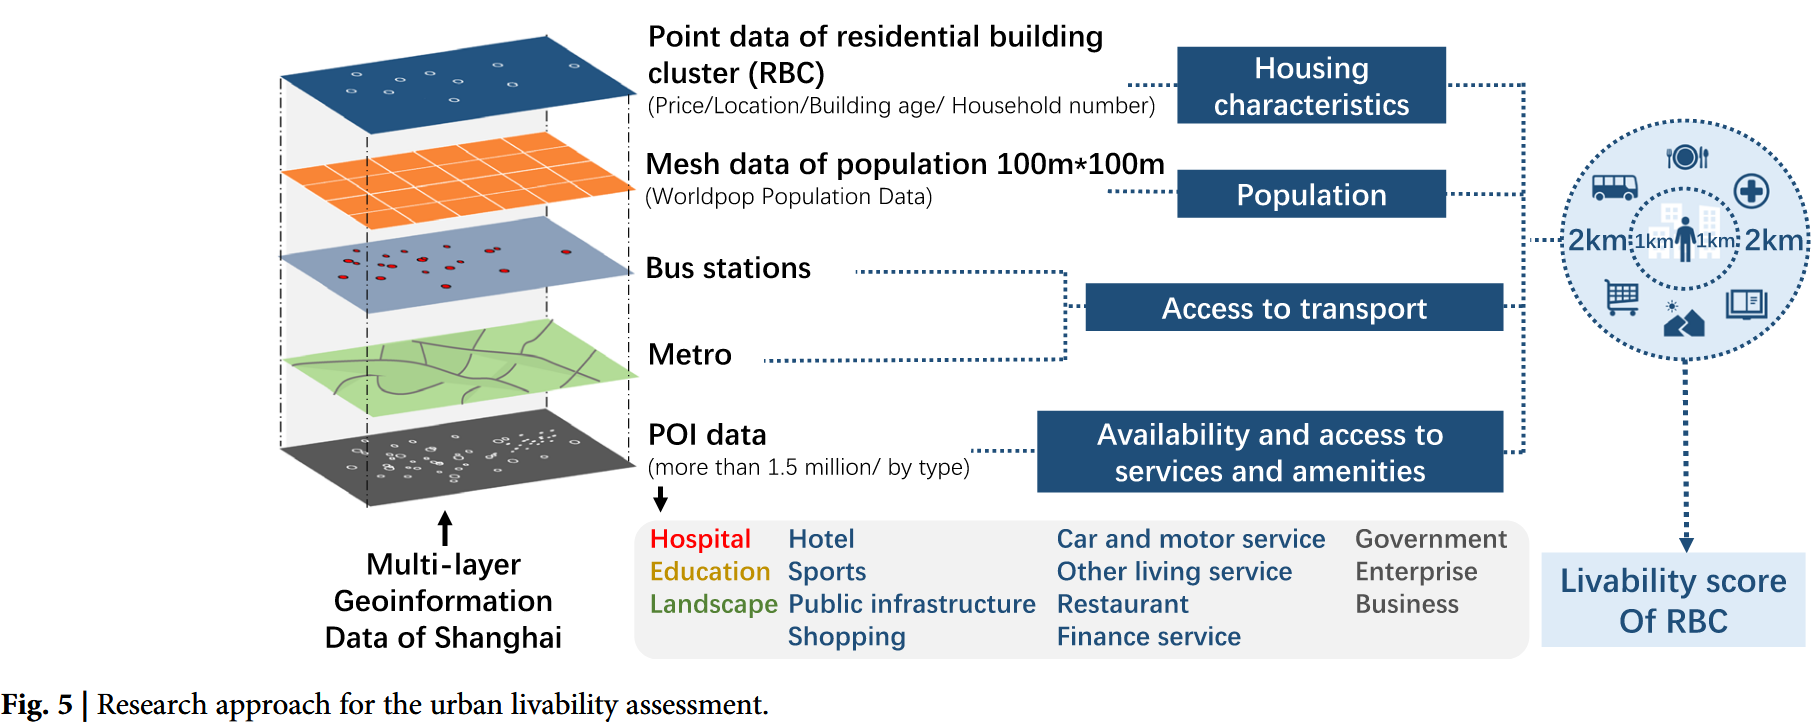 Point data of residential building
cluster (RBC)
(Price/Location/Building age/ Household number)
Housing
characteristics
Mesh data of population 100m*100m
(Worldpop Population Data)
Population
Bus stations
Access to transport
Metro
POI data
(more than 1.5 million/ by type)
Availability and access to
services and amenities
2km
1km
1km
2km
Multi-layer
Geoinformation
Data of Shanghai
Hospital
Education
Landscape
Hotel
Sports
Public infrastructure
Shopping
Car and motor service
Other living service
Restaurant
Finance service
Government
Enterprise
Business
Livability score
Of RBC
Fig. 5 | Research approach for the urban livability assessment.